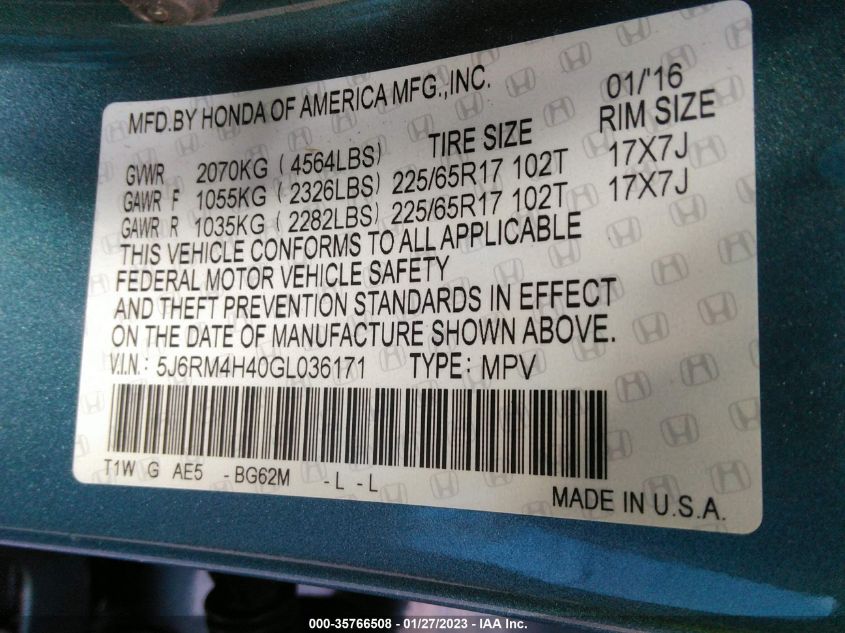 MFD.BY HONDA OF AMERICA MFG.,INC. 01/'16
TIRE SIZE RIM SIZE
GVWR 2070KG (4564LBS)
GAWR F 1055KG (2326LBS) 225/65R17 102T 17X7J
GAWR R 1035KG (2282LBS) 225/65R17 102T 17X7J
THIS VEHICLE CONFORMS TO ALL APPLICABLE
FEDERAL MOTOR VEHICLE SAFETY
AND THEFT PREVENTION STANDARDS IN EFFECT
ON THE DATE OF MANUFACTURE SHOWN ABOVE.
V.I.N.: 5J6RM4H40GL036171 TYPE: MPV
T1W G AE5 -BG62M -L -L
MADE IN U.S.A.
000-35766508 - 01/27/2023 - IAA Inc.